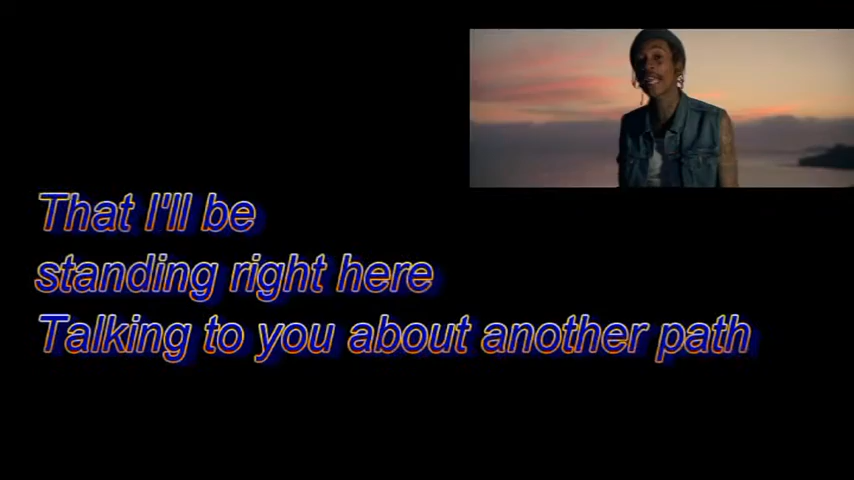 That I'll be
standing right here
Talking to you about another path